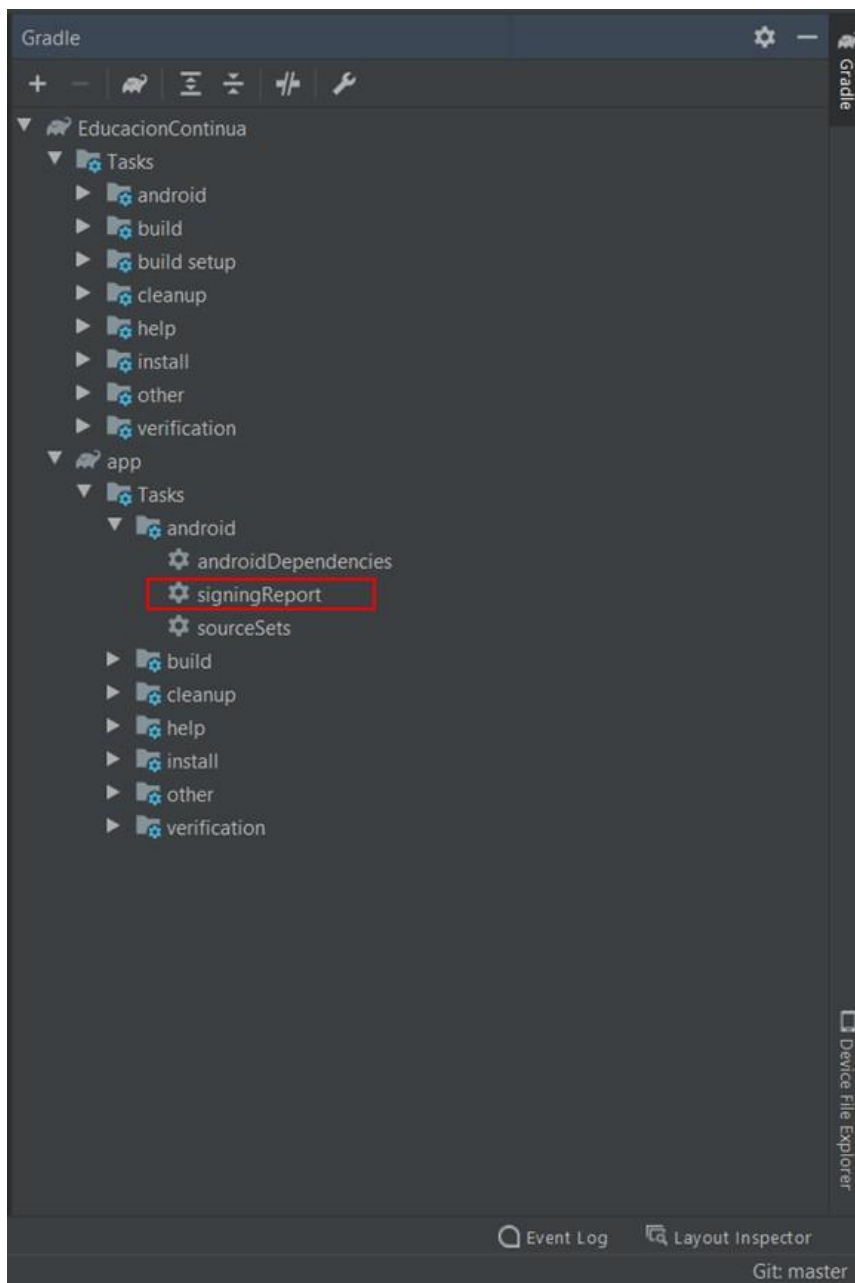 Gradle
Gradle
EducacionContinua
Tasks
android
build
build setup
cleanup
help
install
other
verification
app
Tasks
android
androidDependencies
signingReport
sourceSets
build
cleanup
help
install
other
verification
Device File Explorer
Event Log Layout Inspector
Git: master